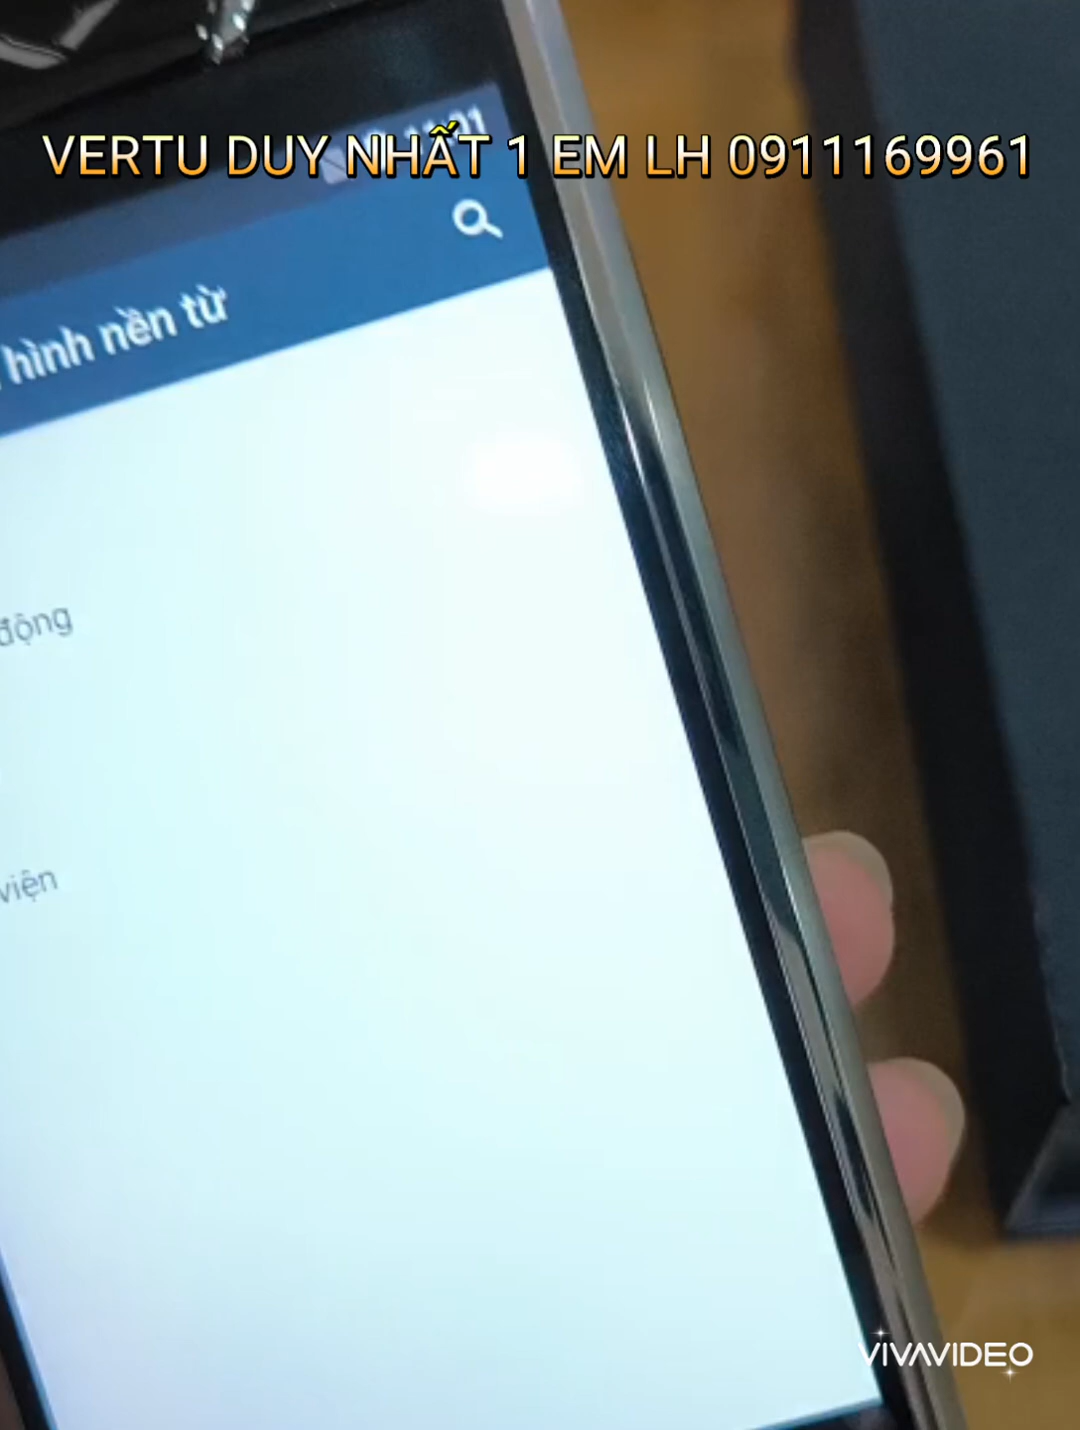 VERTU DUY NHẤT 1 EM LH 0911169961
hình nền từ
động
viện
VIVAVIDEO